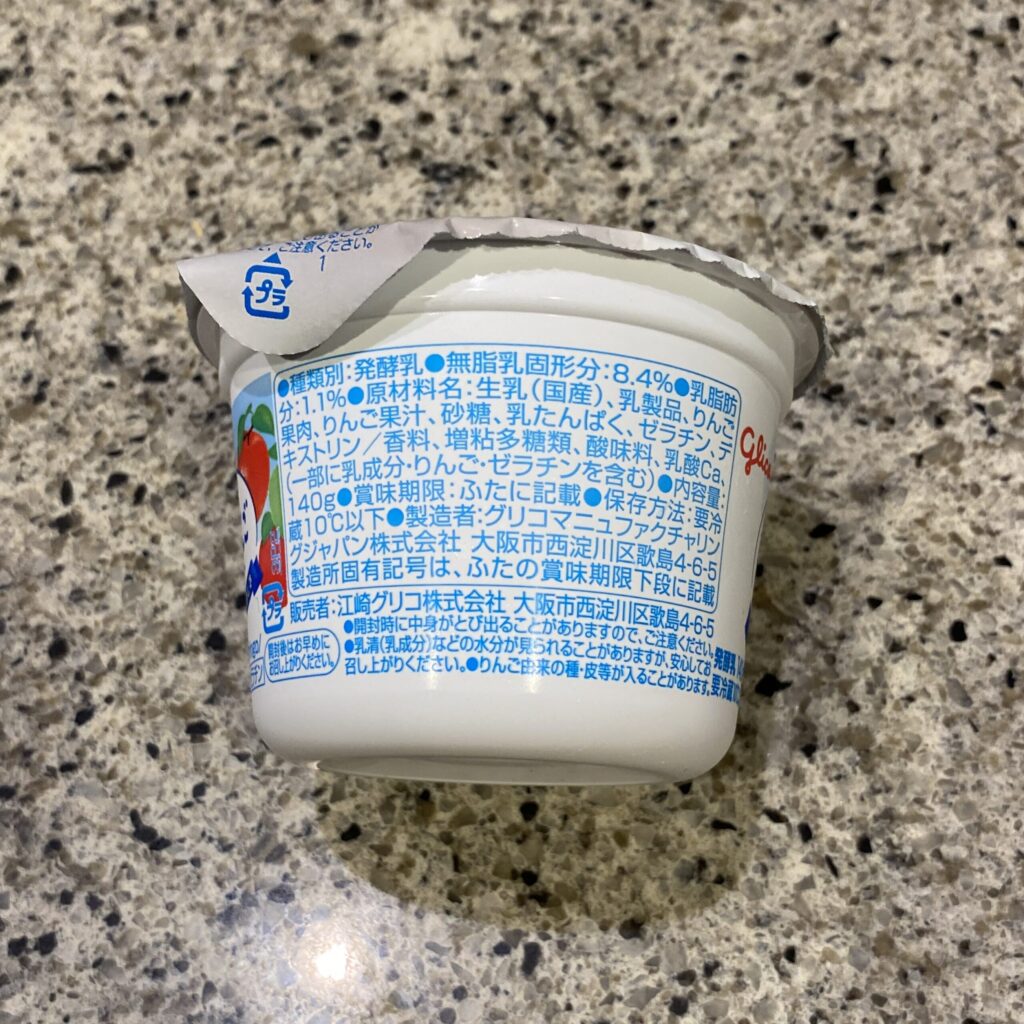 ご注意ください。
1
プラ
●種類別:発酵乳●無脂乳固形分:8.4%●乳脂肪
分:1.1%●原材料名:生乳(国産)、乳製品、りんご
果肉、りんご果汁、砂糖、乳たんぱく、ゼラチン、デ
キストリン/香料、増粘多糖類、酸味料、乳酸Ca、
(一部に乳成分・りんご・ゼラチンを含む)●内容量:
140g●賞味期限:ふたに記載●保存方法:要冷
蔵10℃以下●製造者:グリコマニュファクチャリン
グジャパン株式会社 大阪市西淀川区歌島4-6-5
製造所固有記号は、ふたの賞味期限下段に記載
販売者:江崎グリコ株式会社 大阪市西淀川区歌島4-6-5
●開封時に中身がとび出ることがありますので、ご注意ください。
●乳清(乳成分)などの水分が見られることがありますが、安心してお
召し上がりください。●りんご由来の種・皮等が入ることがあります。
プラ
開封後はお早めに
お召し上がりください。
Glico
発酵乳
要冷蔵